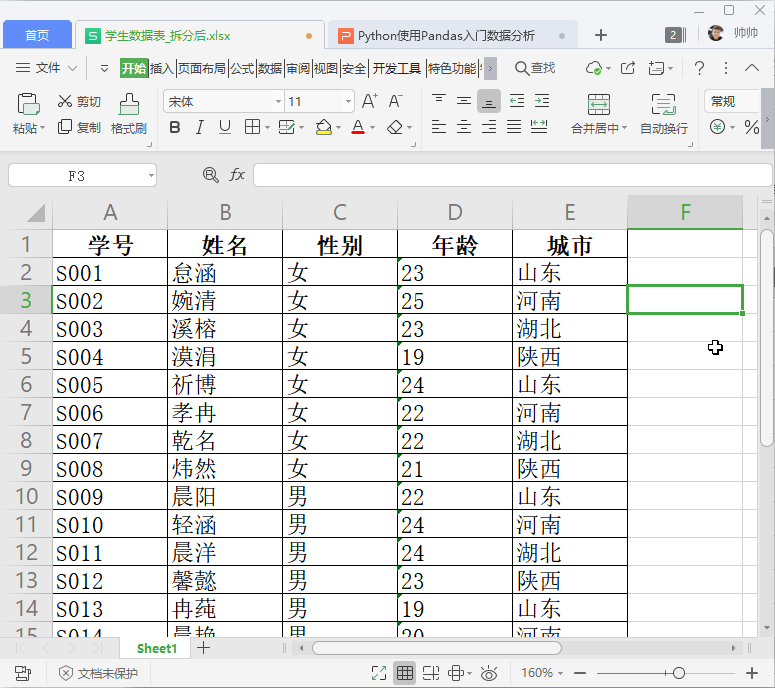 首页 学生数据表_拆分后.xlsx Python使用Pandas入门数据分析 2 帅帅
文件 开始 插入 页面布局 公式 数据 审阅 视图 安全 开发工具 特色功能 查找
剪切 宋体 11 常规
粘贴 复制 格式刷 B I U A 合并居中 自动换行 ¥ %
F3 fx
A B C D E F
1 学号 姓名 性别 年龄 城市
2 S001 怠涵 女 23 山东
3 S002 婉清 女 25 河南
4 S003 溪榕 女 23 湖北
5 S004 漠涓 女 19 陕西
6 S005 祈博 女 24 山东
7 S006 孝冉 女 22 河南
8 S007 乾名 女 22 湖北
9 S008 炜然 女 21 陕西
10 S009 晨阳 男 22 山东
11 S010 轻涵 男 24 河南
12 S011 晨洋 男 24 湖北
13 S012 馨懿 男 23 陕西
14 S013 冉莼 男 19 山东
15 S014 晨艳 男 20 河南
Sheet1
文档未保护 160%